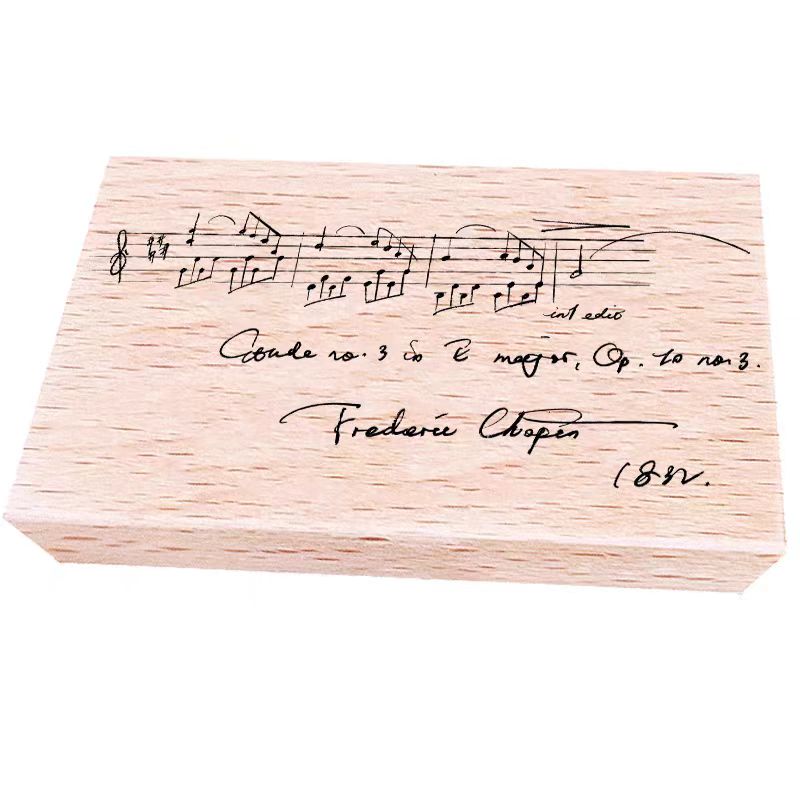 Etude no. 3 in E major, Op. 10 no. 3.
Frederic Chopin
1832.